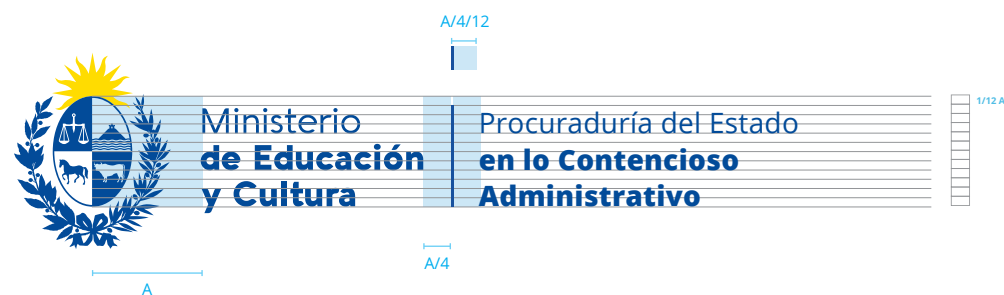 A/4/12
1/12 A
Ministerio
de Educación
y Cultura
Procuraduría del Estado
en lo Contencioso
Administrativo
A/4
A